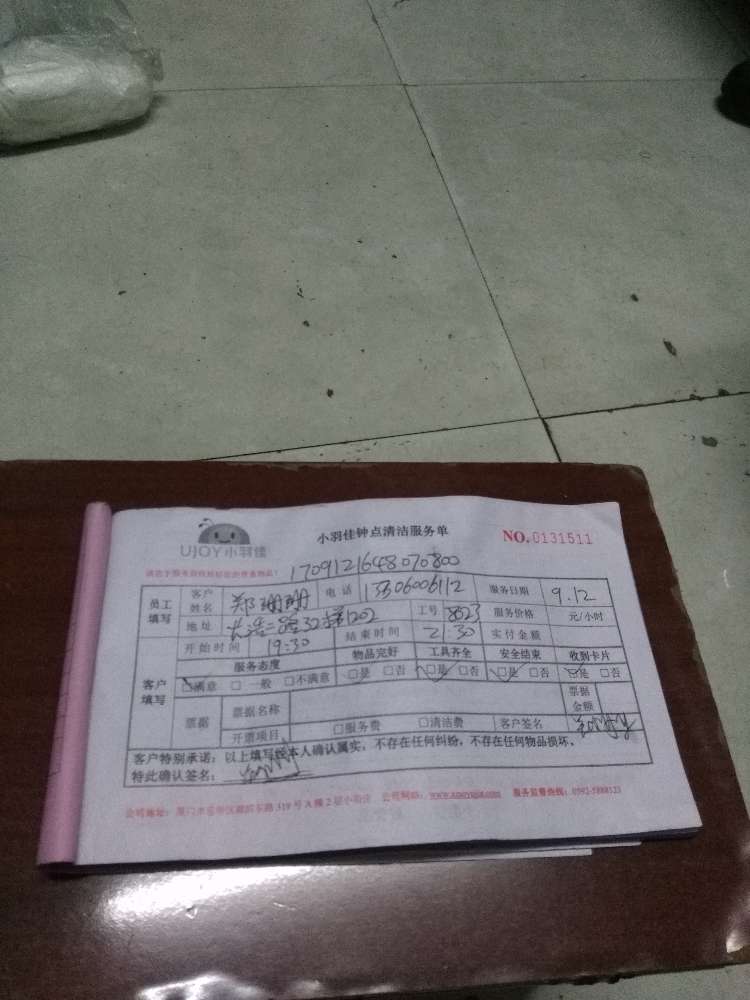 UJOY小羽佳
小羽佳钟点清洁服务单
NO.0131511
1709121648070800
员工填写 客户姓名 郑珊珊 电话 13306006112 服务日期 9.12
地址 工号 8623 服务价格 元/小时
开始时间 19:30 结束时间 21:30 实付金额
客户填写 服务态度 物品完好 工具齐全 安全结束 收到卡片
□满意 □一般 □不满意 □是 □否 □是 □否 □是 □否 □是 □否
票据 票据名称 票据金额
开票项目 □服务费 □清洁费 客户签名
客户特别承诺：以上填写经本人确认属实，不存在任何纠纷，不存在任何物品损坏。
特此确认签名：